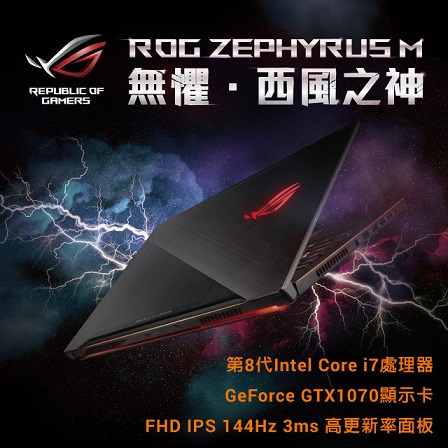 ROG ZEPHYRUS M
REPUBLIC OF
GAMERS
無懼・西風之神
第8代Intel Core i7處理器
GeForce GTX1070顯示卡
FHD IPS 144Hz 3ms 高更新率面板